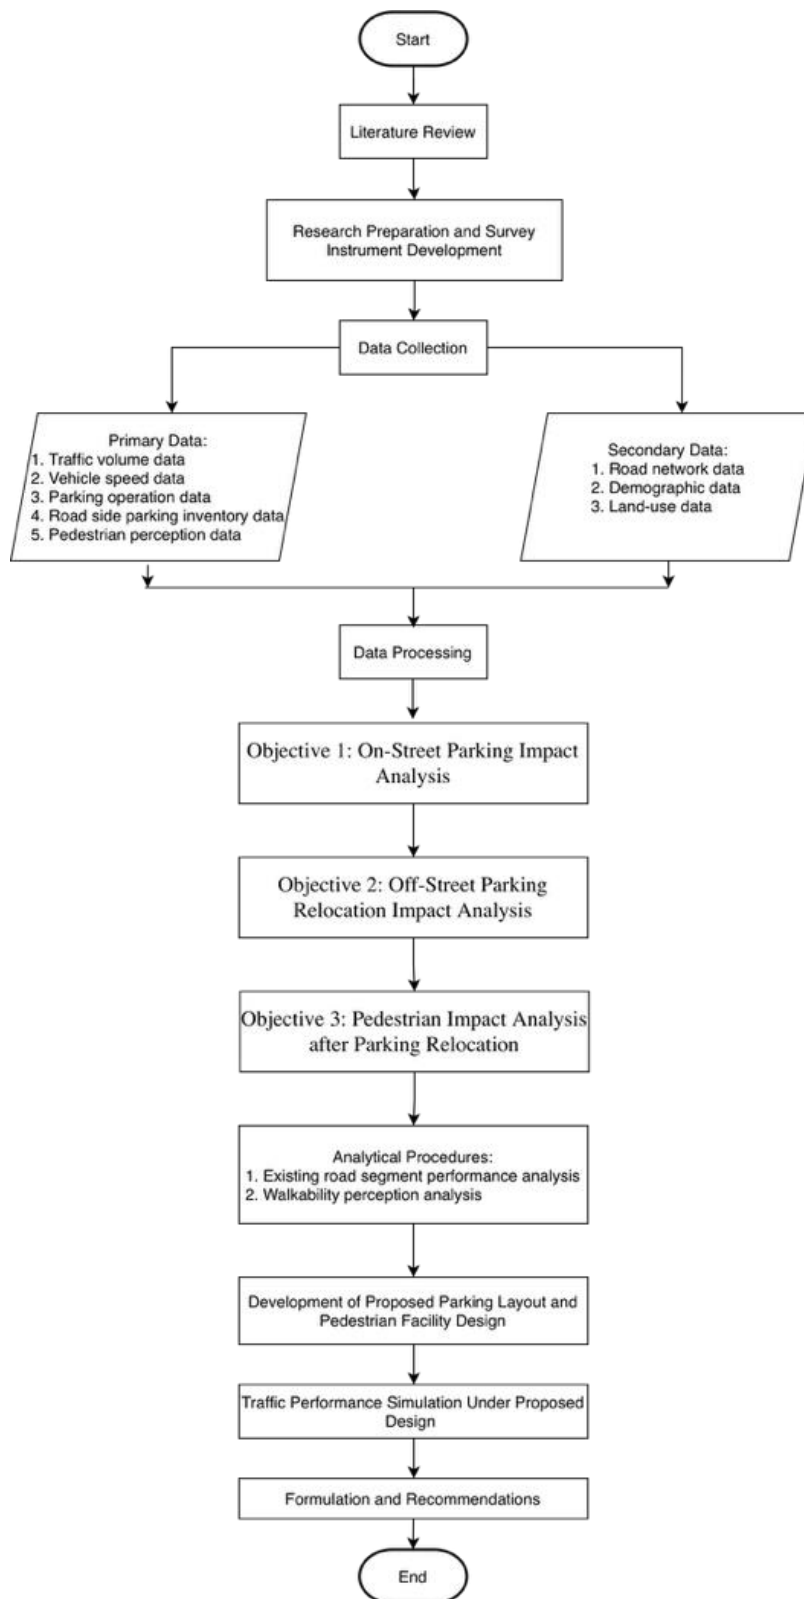 Start
Literature Review
Research Preparation and Survey
Instrument Development
Data Collection
Primary Data:
1. Traffic volume data
2. Vehicle speed data
3. Parking operation data
4. Road side parking inventory data
5. Pedestrian perception data
Secondary Data:
1. Road network data
2. Demographic data
3. Land-use data
Data Processing
Objective 1: On-Street Parking Impact
Analysis
Objective 2: Off-Street Parking
Relocation Impact Analysis
Objective 3: Pedestrian Impact Analysis
after Parking Relocation
Analytical Procedures:
1. Existing road segment performance analysis
2. Walkability perception analysis
Development of Proposed Parking Layout and
Pedestrian Facility Design
Traffic Performance Simulation Under Proposed
Design
Formulation and Recommendations
End